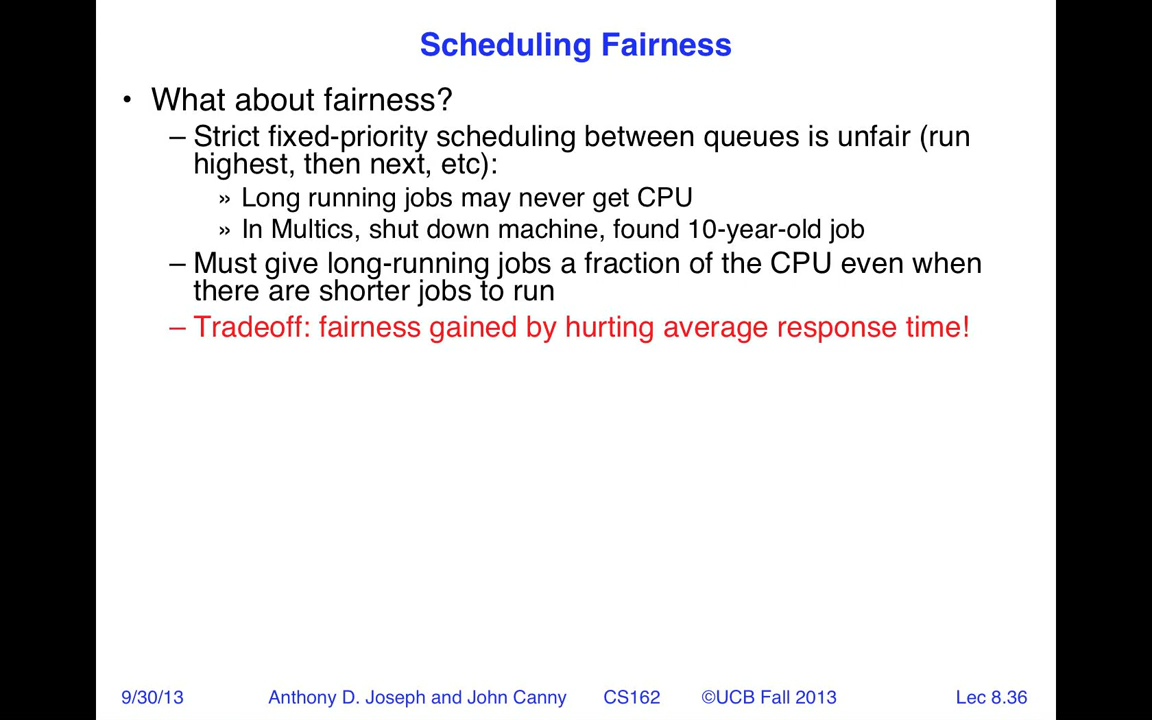 Scheduling Fairness
• What about fairness?
– Strict fixed-priority scheduling between queues is unfair (run
highest, then next, etc):
» Long running jobs may never get CPU
» In Multics, shut down machine, found 10-year-old job
– Must give long-running jobs a fraction of the CPU even when
there are shorter jobs to run
– Tradeoff: fairness gained by hurting average response time!
9/30/13 Anthony D. Joseph and John Canny CS162 ©UCB Fall 2013 Lec 8.36